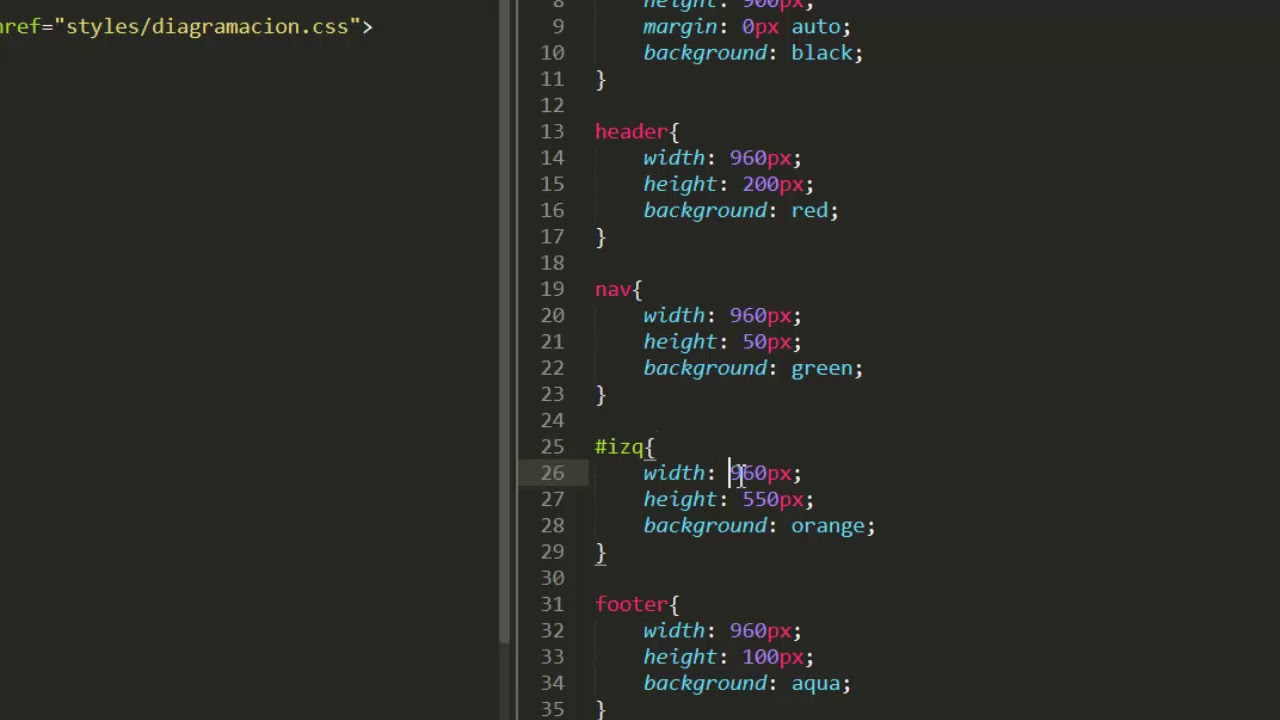 href="styles/diagramacion.css">
8 height: 900px;
9 margin: 0px auto;
10 background: black;
11 }
12
13 header{
14 width: 960px;
15 height: 200px;
16 background: red;
17 }
18
19 nav{
20 width: 960px;
21 height: 50px;
22 background: green;
23 }
24
25 #izq{
26 width: 960px;
27 height: 550px;
28 background: orange;
29 }
30
31 footer{
32 width: 960px;
33 height: 100px;
34 background: aqua;
35 }